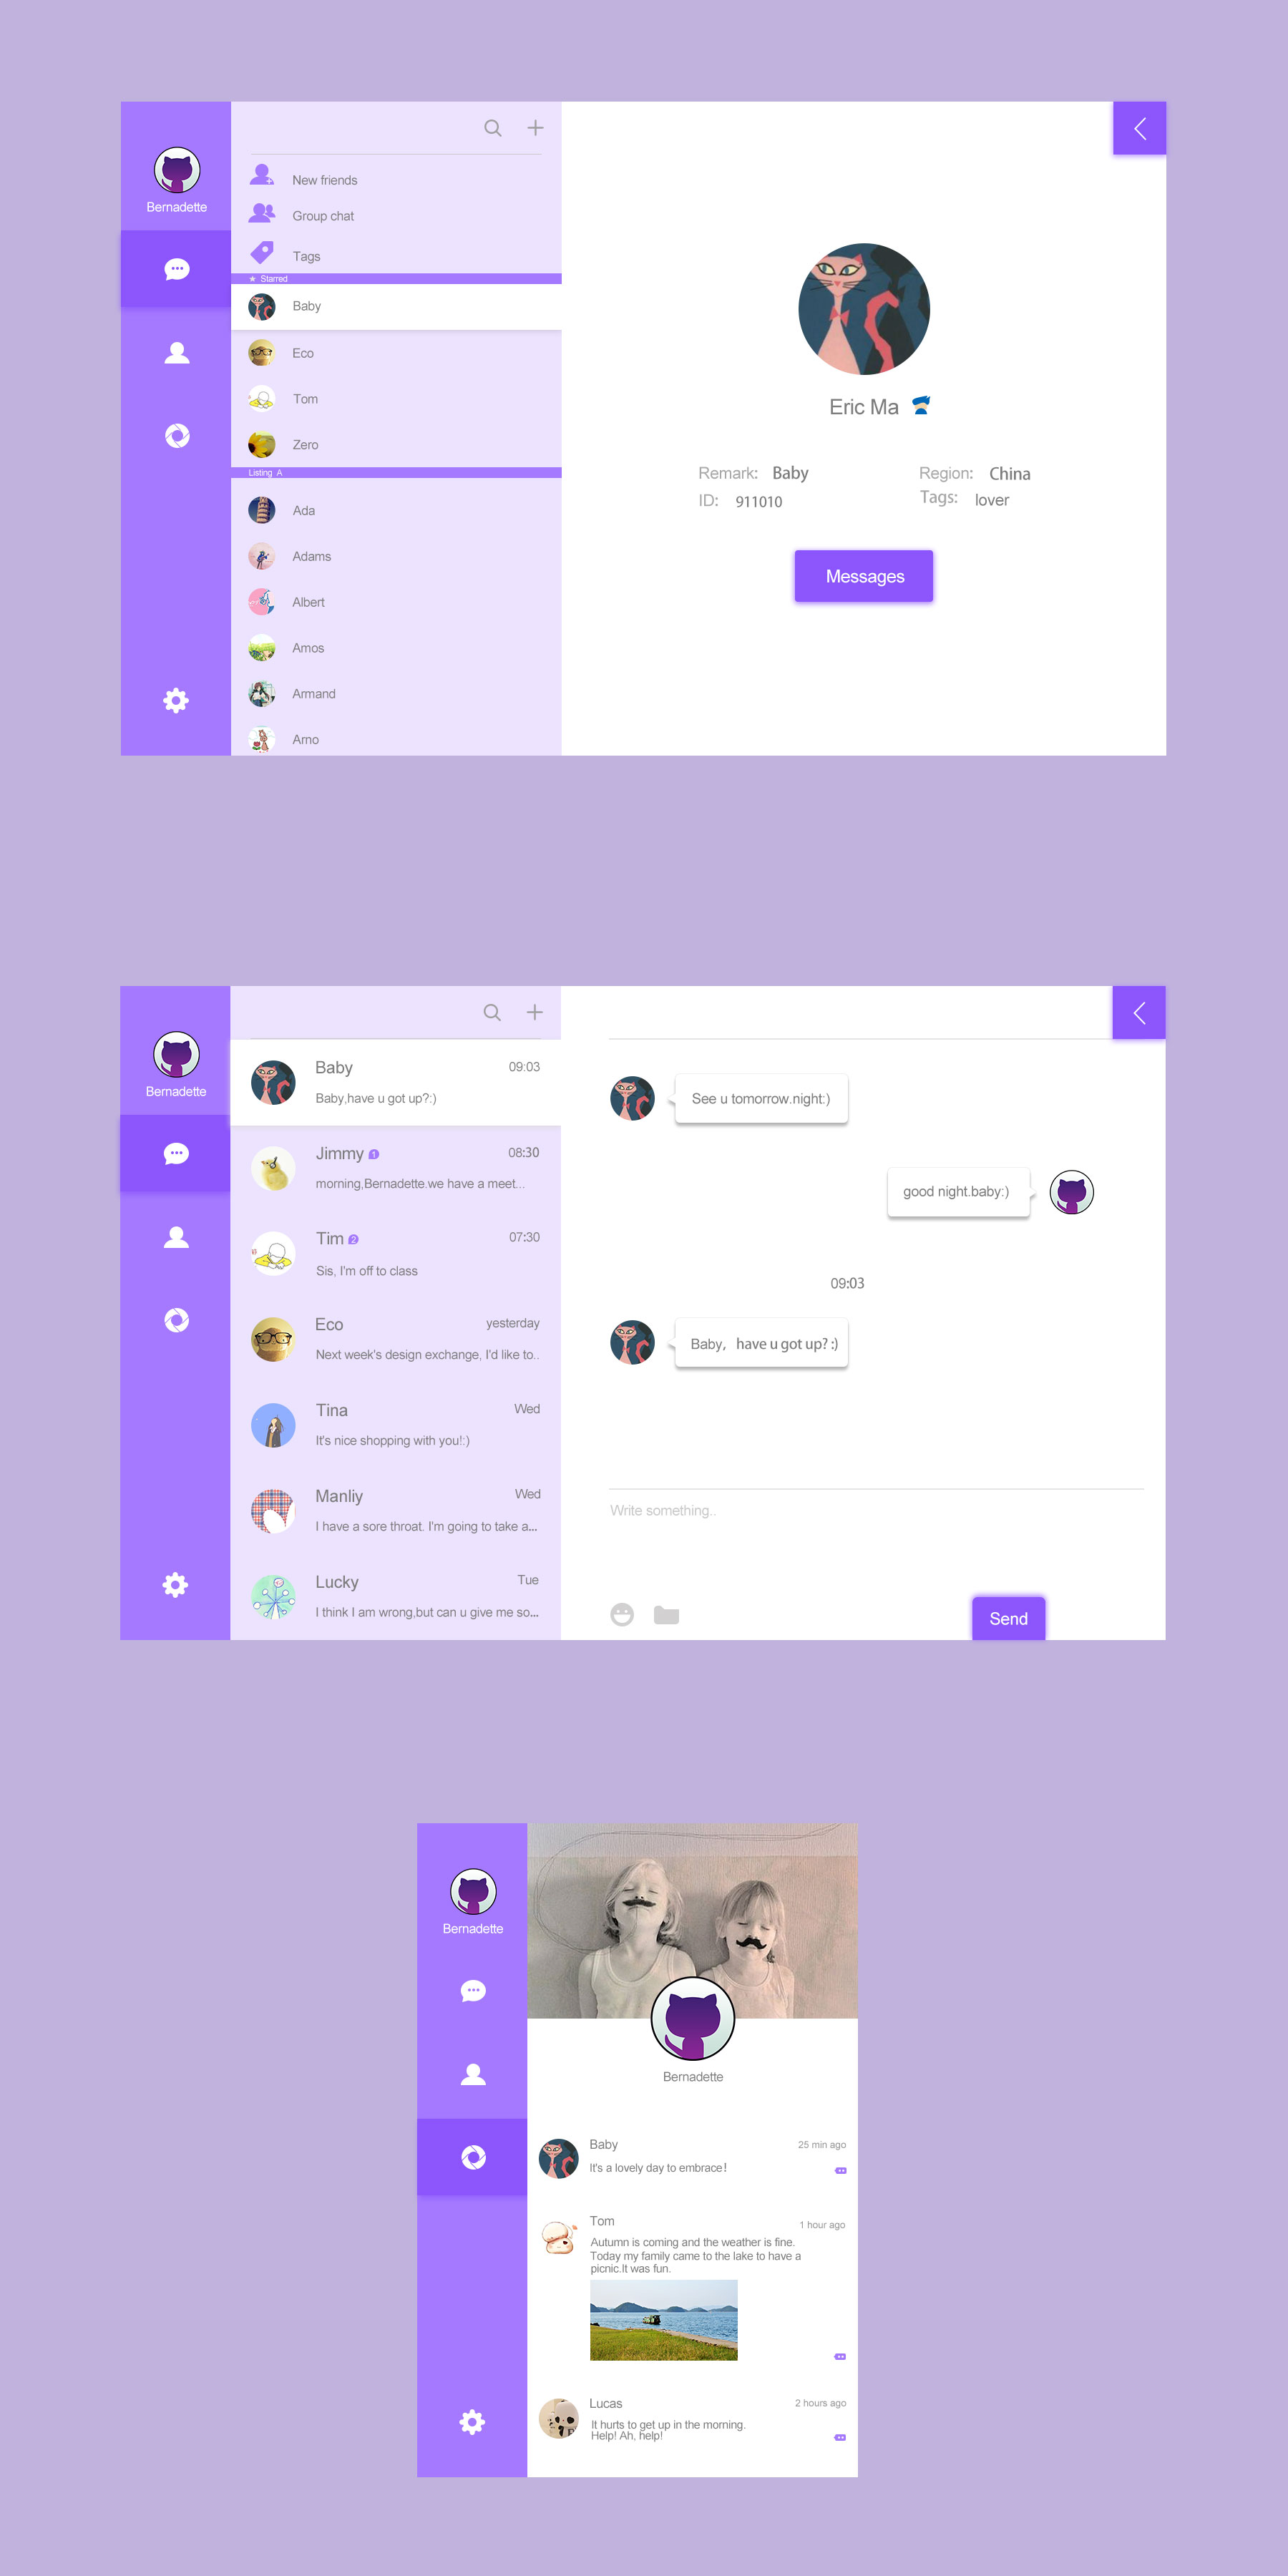 Bernadette
New friends
Group chat
Tags
★ Starred
Baby
Eco
Tom
Zero
Listing A
Ada
Adams
Albert
Amos
Armand
Arno
Eric Ma
Remark: Baby
Region: China
ID: 911010
Tags: lover
Messages
Bernadette
Baby 09:03
Baby,have u got up?:)
Jimmy 1 08:30
morning,Bernadette.we have a meet...
Tim 2 07:30
Sis, I'm off to class
Eco yesterday
Next week's design exchange, I'd like to..
Tina Wed
It's nice shopping with you!:)
Manliy Wed
I have a sore throat. I'm going to take a...
Lucky Tue
I think I am wrong,but can u give me so...
See u tomorrow.night:)
good night.baby:)
09:03
Baby, have u got up? :)
Write something..
Send
Bernadette
Bernadette
Baby 25 min ago
It's a lovely day to embrace!
Tom 1 hour ago
Autumn is coming and the weather is fine.
Today my family came to the lake to have a
picnic.It was fun.
Lucas 2 hours ago
It hurts to get up in the morning.
Help! Ah, help!